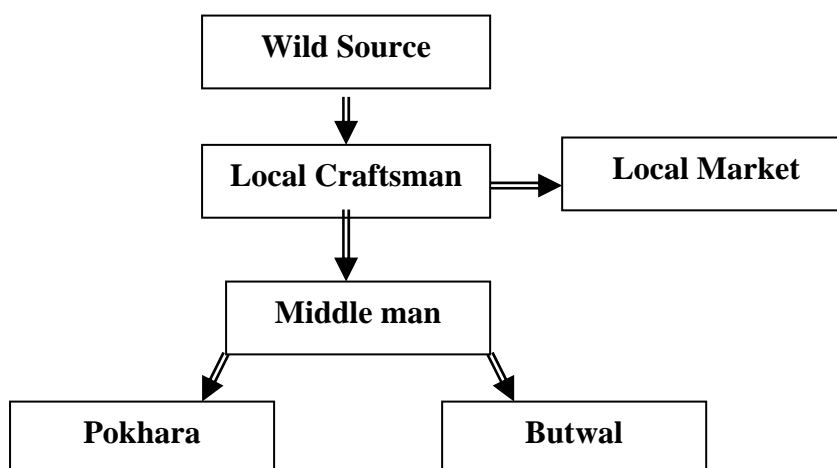 Wild Source
Local Craftsman
Local Market
Middle man
Pokhara
Butwal